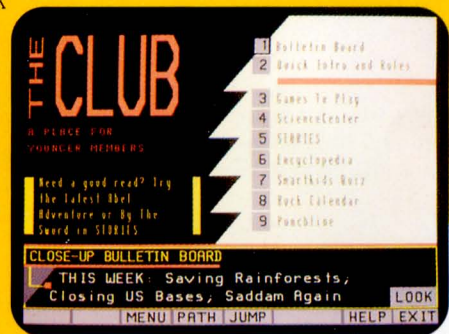 THE CLUB
A PLACE FOR
YOUNGER MEMBERS
Need a good read? Try
the latest Abel
Adventure or By The
Sword in STORIES
1 Bulletin Board
2 Quick Intro and Rules
3 Games To Play
4 ScienceCenter
5 STORIES
6 Encyclopedia
7 Smartkids Quiz
8 Rock Calendar
9 Punchline
CLOSE-UP BULLETIN BOARD
THIS WEEK: Saving Rainforests,
Closing US Bases, Saddam Again
LOOK
MENU PATH JUMP HELP EXIT